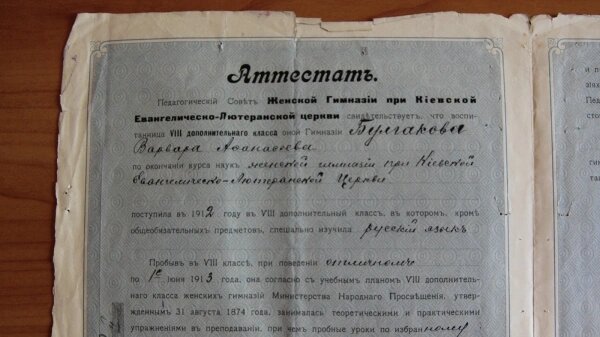 Аттестатъ.
Педагогическій Совѣтъ Женской Гимназіи при Кіевской
Евангелическо-Лютеранской церкви свидѣтельствуетъ, что воспи-
танница VIII дополнительнаго класса оной Гимназіи Булгакова
Варвара Аѳанасьева
по окончаніи курса наукъ женской гимназіи при Кіевской
Евангелическо-Лютеранской Церкви
поступила въ 1912 году въ VIII дополнительный классъ, въ которомъ, кромѣ
общеобязательныхъ предметовъ, спеціально изучила русскій языкъ
Пробывъ въ VIII классѣ, при поведеніи отличномъ
по 1е іюня 1913 года, она согласно съ учебнымъ планомъ VIII дополнитель-
наго класса женскихъ гимназій Министерства Народнаго Просвѣщенія, утвер-
жденнымъ 31 августа 1874 года, занималась теоретическими и практическими
упражненіями въ преподаваніи, при чемъ пробные уроки по избранному